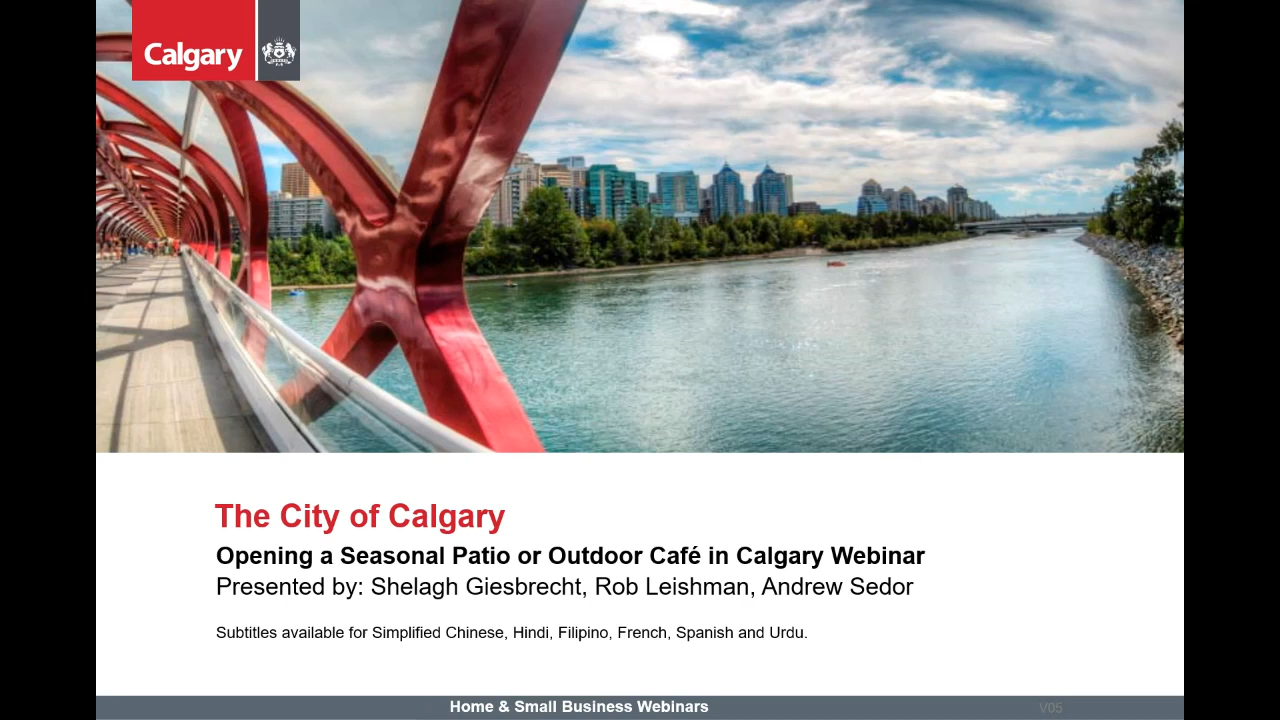 Calgary
The City of Calgary
Opening a Seasonal Patio or Outdoor Café in Calgary Webinar
Presented by: Shelagh Giesbrecht, Rob Leishman, Andrew Sedor
Subtitles available for Simplified Chinese, Hindi, Filipino, French, Spanish and Urdu.
Home & Small Business Webinars
V05